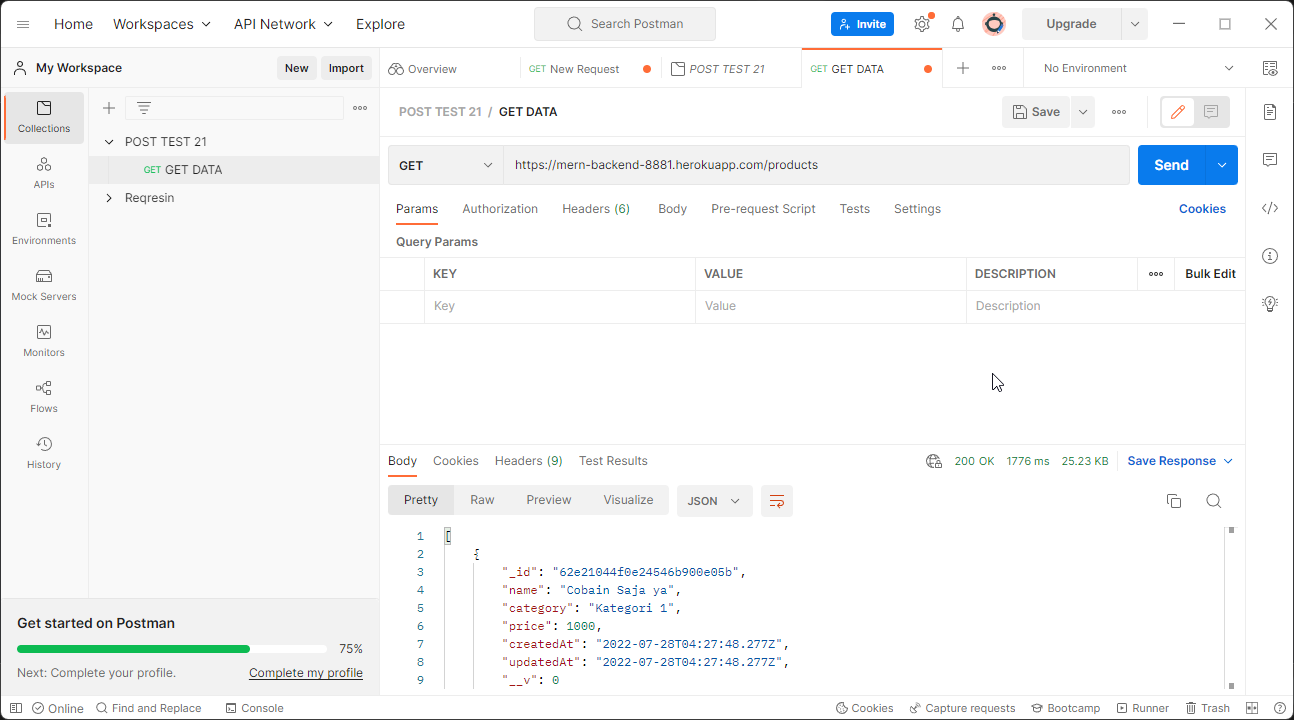 Home Workspaces API Network Explore Search Postman Invite Upgrade
My Workspace New Import Overview GET New Request POST TEST 21 GET GET DATA No Environment
Collections
APIs
Environments
Mock Servers
Monitors
Flows
History
POST TEST 21
GET GET DATA
Reqresin
POST TEST 21 / GET DATA Save
GET https://mern-backend-8881.herokuapp.com/products Send
Params Authorization Headers (6) Body Pre-request Script Tests Settings Cookies
Query Params
KEY VALUE DESCRIPTION Bulk Edit
Key Value Description
Body Cookies Headers (9) Test Results 200 OK 1776 ms 25.23 KB Save Response
Pretty Raw Preview Visualize JSON
1 [
2 {
3 "_id": "62e21044f0e24546b900e05b",
4 "name": "Cobain Saja ya",
5 "category": "Kategori 1",
6 "price": 1000,
7 "createdAt": "2022-07-28T04:27:48.277Z",
8 "updatedAt": "2022-07-28T04:27:48.277Z",
9 "__v": 0
Get started on Postman
75%
Next: Complete your profile. Complete my profile
Online Find and Replace Console Cookies Capture requests Bootcamp Runner Trash